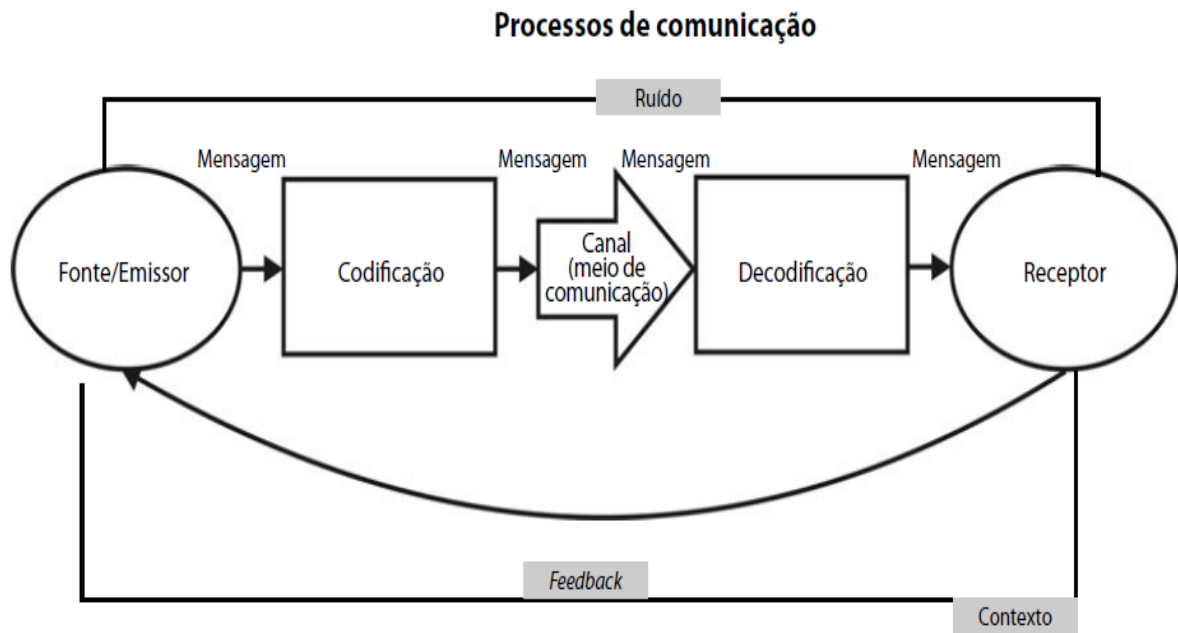 Processos de comunicação
Ruído
Mensagem
Mensagem
Mensagem
Mensagem
Fonte/Emissor
Codificação
Canal
(meio de
comunicação)
Decodificação
Receptor
Feedback
Contexto